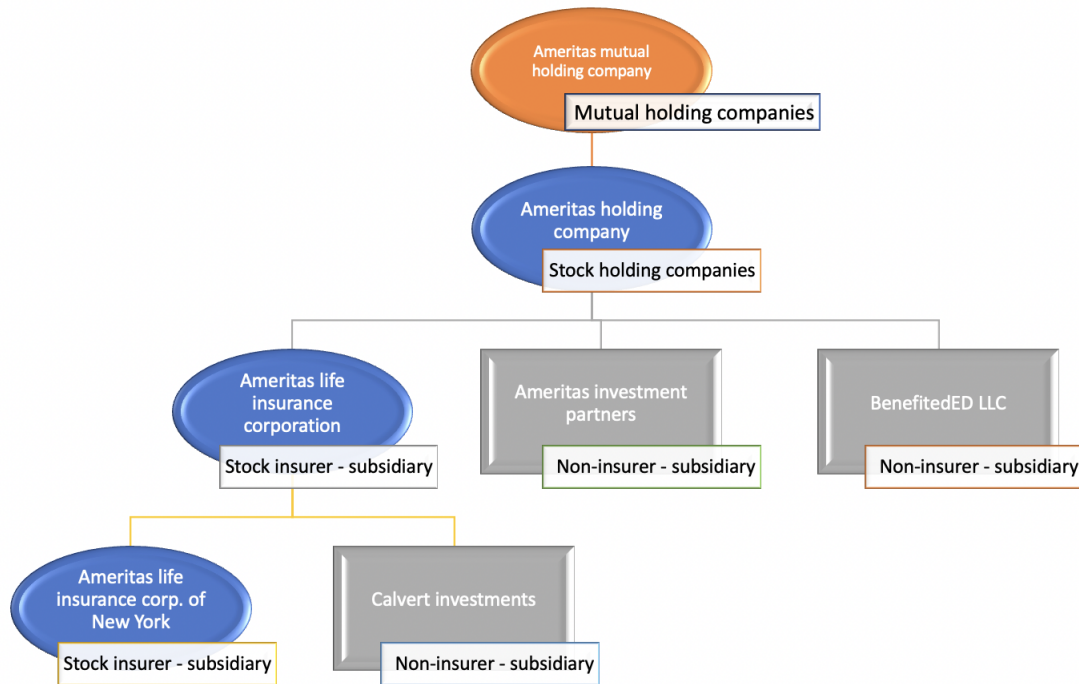 Ameritas mutual
holding company
Mutual holding companies
Ameritas holding
company
Stock holding companies
Ameritas life
insurance
corporation
Stock insurer - subsidiary
Ameritas investment
partners
Non-insurer - subsidiary
BenefitedED LLC
Non-insurer - subsidiary
Ameritas life
insurance corp. of
New York
Stock insurer - subsidiary
Calvert investments
Non-insurer - subsidiary